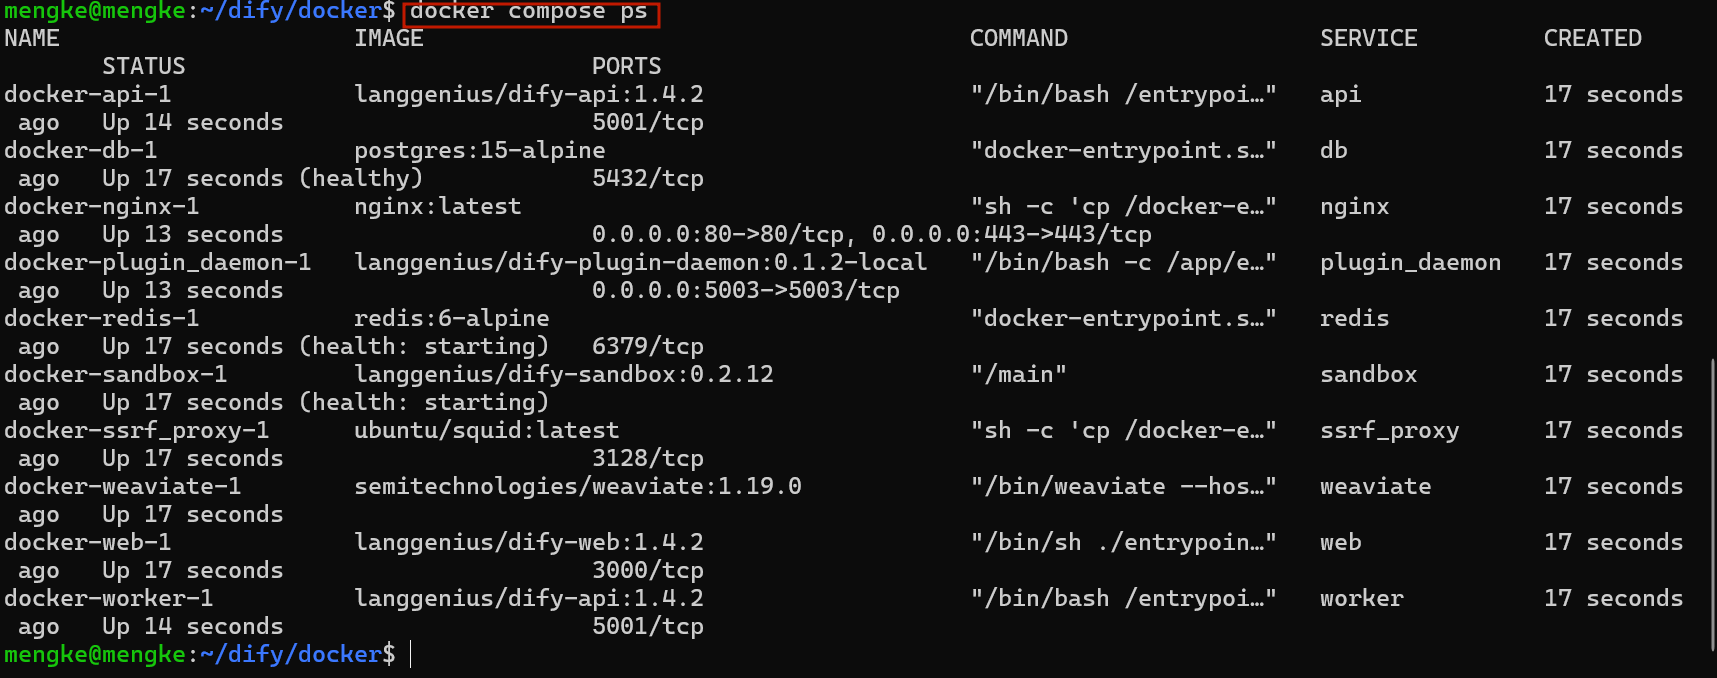 mengke@mengke:~/dify/docker$ docker compose ps
NAME                     IMAGE                                       COMMAND                  SERVICE         CREATED
       STATUS                             PORTS
docker-api-1             langgenius/dify-api:1.4.2                   "/bin/bash /entrypoi…"   api             17 seconds
 ago   Up 14 seconds                      5001/tcp
docker-db-1              postgres:15-alpine                          "docker-entrypoint.s…"   db              17 seconds
 ago   Up 17 seconds (healthy)            5432/tcp
docker-nginx-1           nginx:latest                                "sh -c 'cp /docker-e…"   nginx           17 seconds
 ago   Up 13 seconds                      0.0.0.0:80->80/tcp, 0.0.0.0:443->443/tcp
docker-plugin_daemon-1   langgenius/dify-plugin-daemon:0.1.2-local   "/bin/bash -c /app/e…"   plugin_daemon   17 seconds
 ago   Up 13 seconds                      0.0.0.0:5003->5003/tcp
docker-redis-1           redis:6-alpine                              "docker-entrypoint.s…"   redis           17 seconds
 ago   Up 17 seconds (health: starting)   6379/tcp
docker-sandbox-1         langgenius/dify-sandbox:0.2.12              "/main"                  sandbox         17 seconds
 ago   Up 17 seconds (health: starting)
docker-ssrf_proxy-1      ubuntu/squid:latest                         "sh -c 'cp /docker-e…"   ssrf_proxy      17 seconds
 ago   Up 17 seconds                      3128/tcp
docker-weaviate-1        semitechnologies/weaviate:1.19.0            "/bin/weaviate --hos…"   weaviate        17 seconds
 ago   Up 17 seconds
docker-web-1             langgenius/dify-web:1.4.2                   "/bin/sh ./entrypoin…"   web             17 seconds
 ago   Up 17 seconds                      3000/tcp
docker-worker-1          langgenius/dify-api:1.4.2                   "/bin/bash /entrypoi…"   worker          17 seconds
 ago   Up 14 seconds                      5001/tcp
mengke@mengke:~/dify/docker$